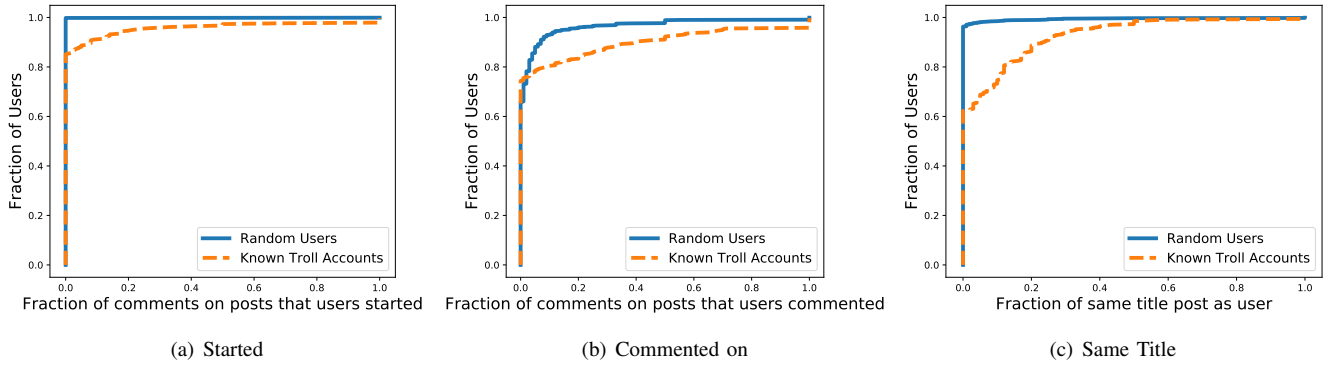 Fraction of Users
1.0
0.8
0.6
0.4
0.2
0.0
Random Users
Known Troll Accounts
0.0 0.2 0.4 0.6 0.8 1.0
Fraction of comments on posts that users started
(a) Started
Fraction of Users
1.0
0.8
0.6
0.4
0.2
0.0
Random Users
Known Troll Accounts
0.0 0.2 0.4 0.6 0.8 1.0
Fraction of comments on posts that users commented
(b) Commented on
Fraction of Users
1.0
0.8
0.6
0.4
0.2
0.0
Random Users
Known Troll Accounts
0.0 0.2 0.4 0.6 0.8 1.0
Fraction of same title post as user
(c) Same Title